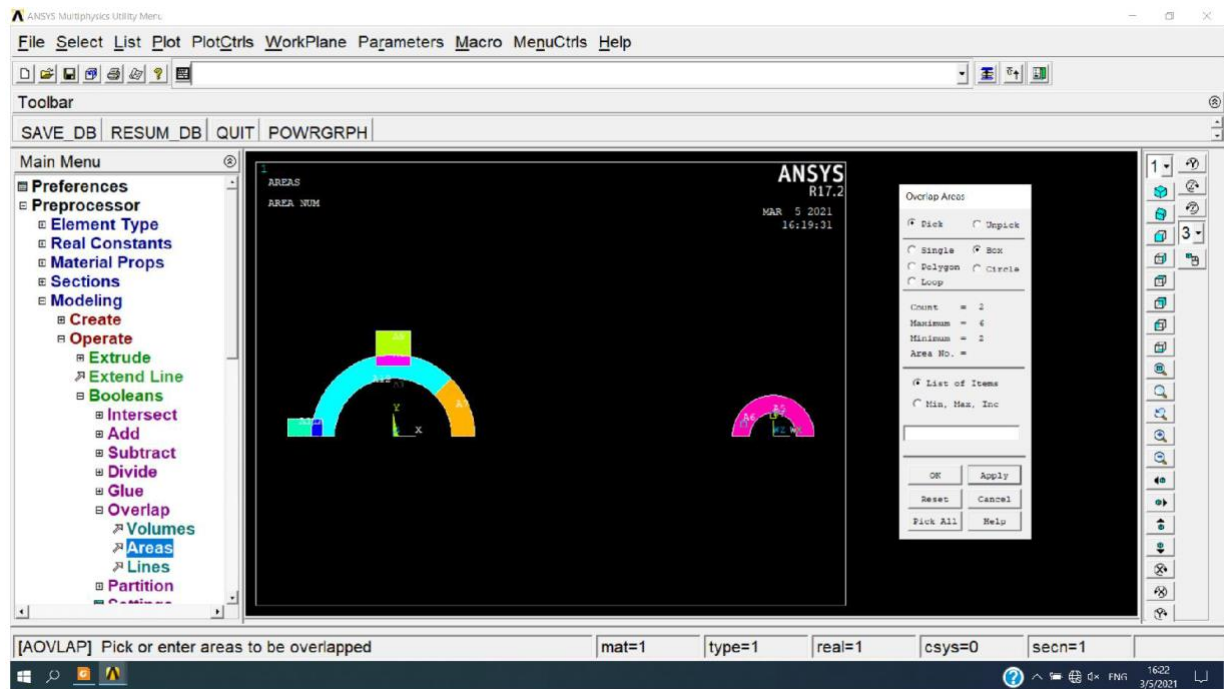 ANSYS Multiphysics Utility Menu
File Select List Plot PlotCtrls WorkPlane Parameters Macro MenuCtrls Help
Toolbar
SAVE_DB RESUM_DB QUIT POWRGRPH
Main Menu
Preferences
Preprocessor
Element Type
Real Constants
Material Props
Sections
Modeling
Create
Operate
Extrude
Extend Line
Booleans
Intersect
Add
Subtract
Divide
Glue
Overlap
Volumes
Areas
Lines
Partition
Settings
1
AREAS
AREA NUM
ANSYS
R17.2
MAR 5 2021
16:19:31
Y
X
A6
A5
Overlap Areas
Pick Unpick
Single Box
Polygon Circle
Loop
Count = 2
Maximum = 6
Minimum = 2
Area No. =
List of Items
Min, Max, Inc
OK Apply
Reset Cancel
Pick All Help
1
3
[AOVLAP] Pick or enter areas to be overlapped
mat=1 type=1 real=1 csys=0 secn=1
ENG
16:22
3/5/2021